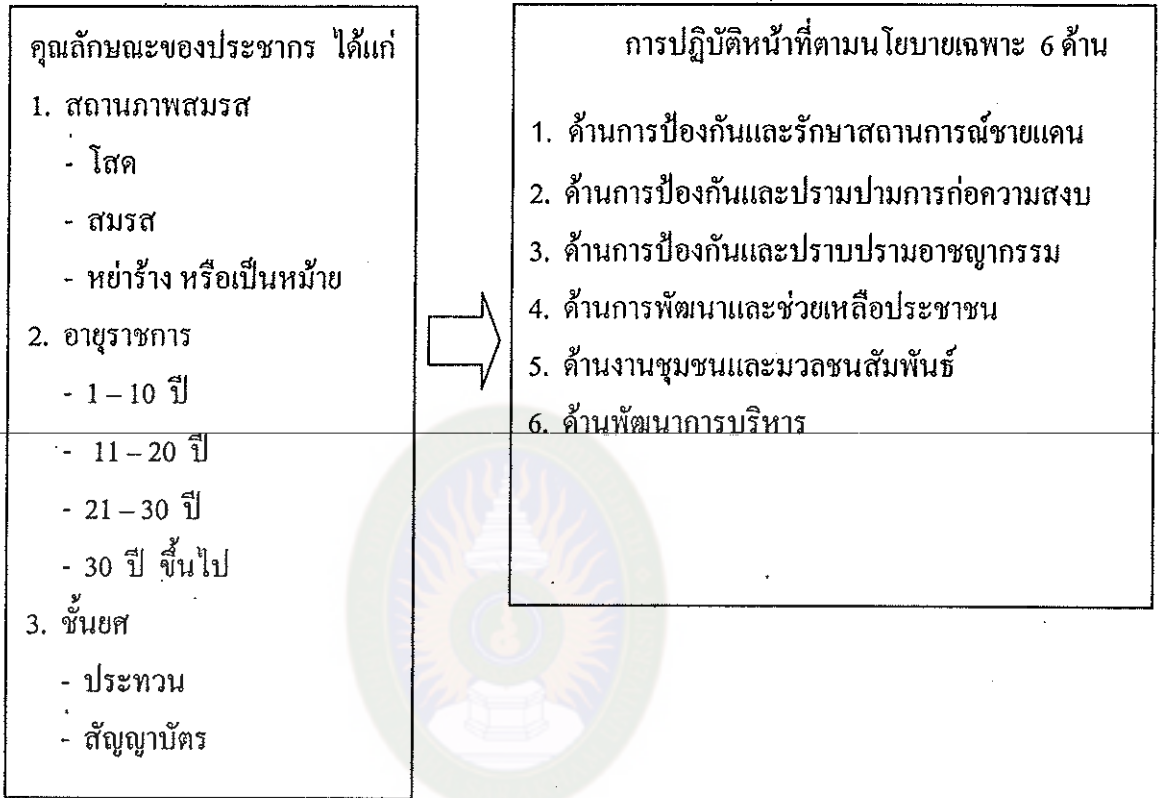 คุณลักษณะของประชากร ได้แก่
1. สถานภาพสมรส
- โสด
- สมรส
- หย่าร้าง หรือเป็นหม้าย
2. อายุราชการ
- 1 – 10 ปี
- 11 – 20 ปี
- 21 – 30 ปี
- 30 ปี ขึ้นไป
3. ชั้นยศ
- ประทวน
- สัญญาบัตร
การปฏิบัติหน้าที่ตามนโยบายเฉพาะ 6 ด้าน
1. ด้านการป้องกันและรักษาสถานการณ์ชายแดน
2. ด้านการป้องกันและปรามปามการก่อความสงบ
3. ด้านการป้องกันและปราบปรามอาชญากรรม
4. ด้านการพัฒนาและช่วยเหลือประชาชน
5. ด้านงานชุมชนและมวลชนสัมพันธ์
6. ด้านพัฒนาการบริหาร